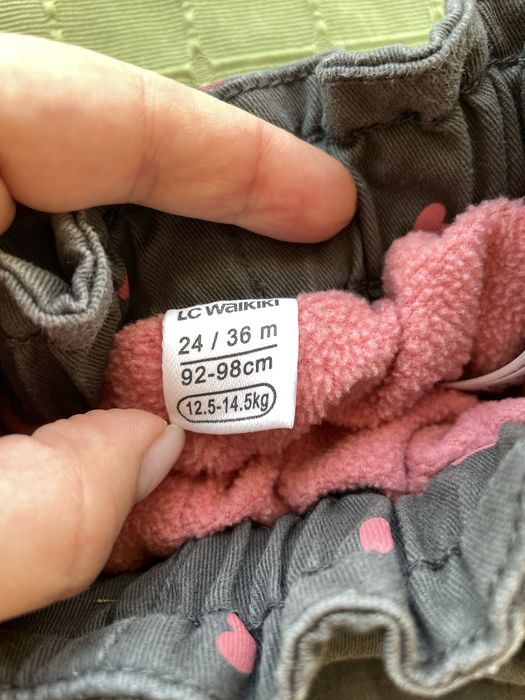 LC Waikiki
24 / 36 m
92-98cm
12.5-14.5kg